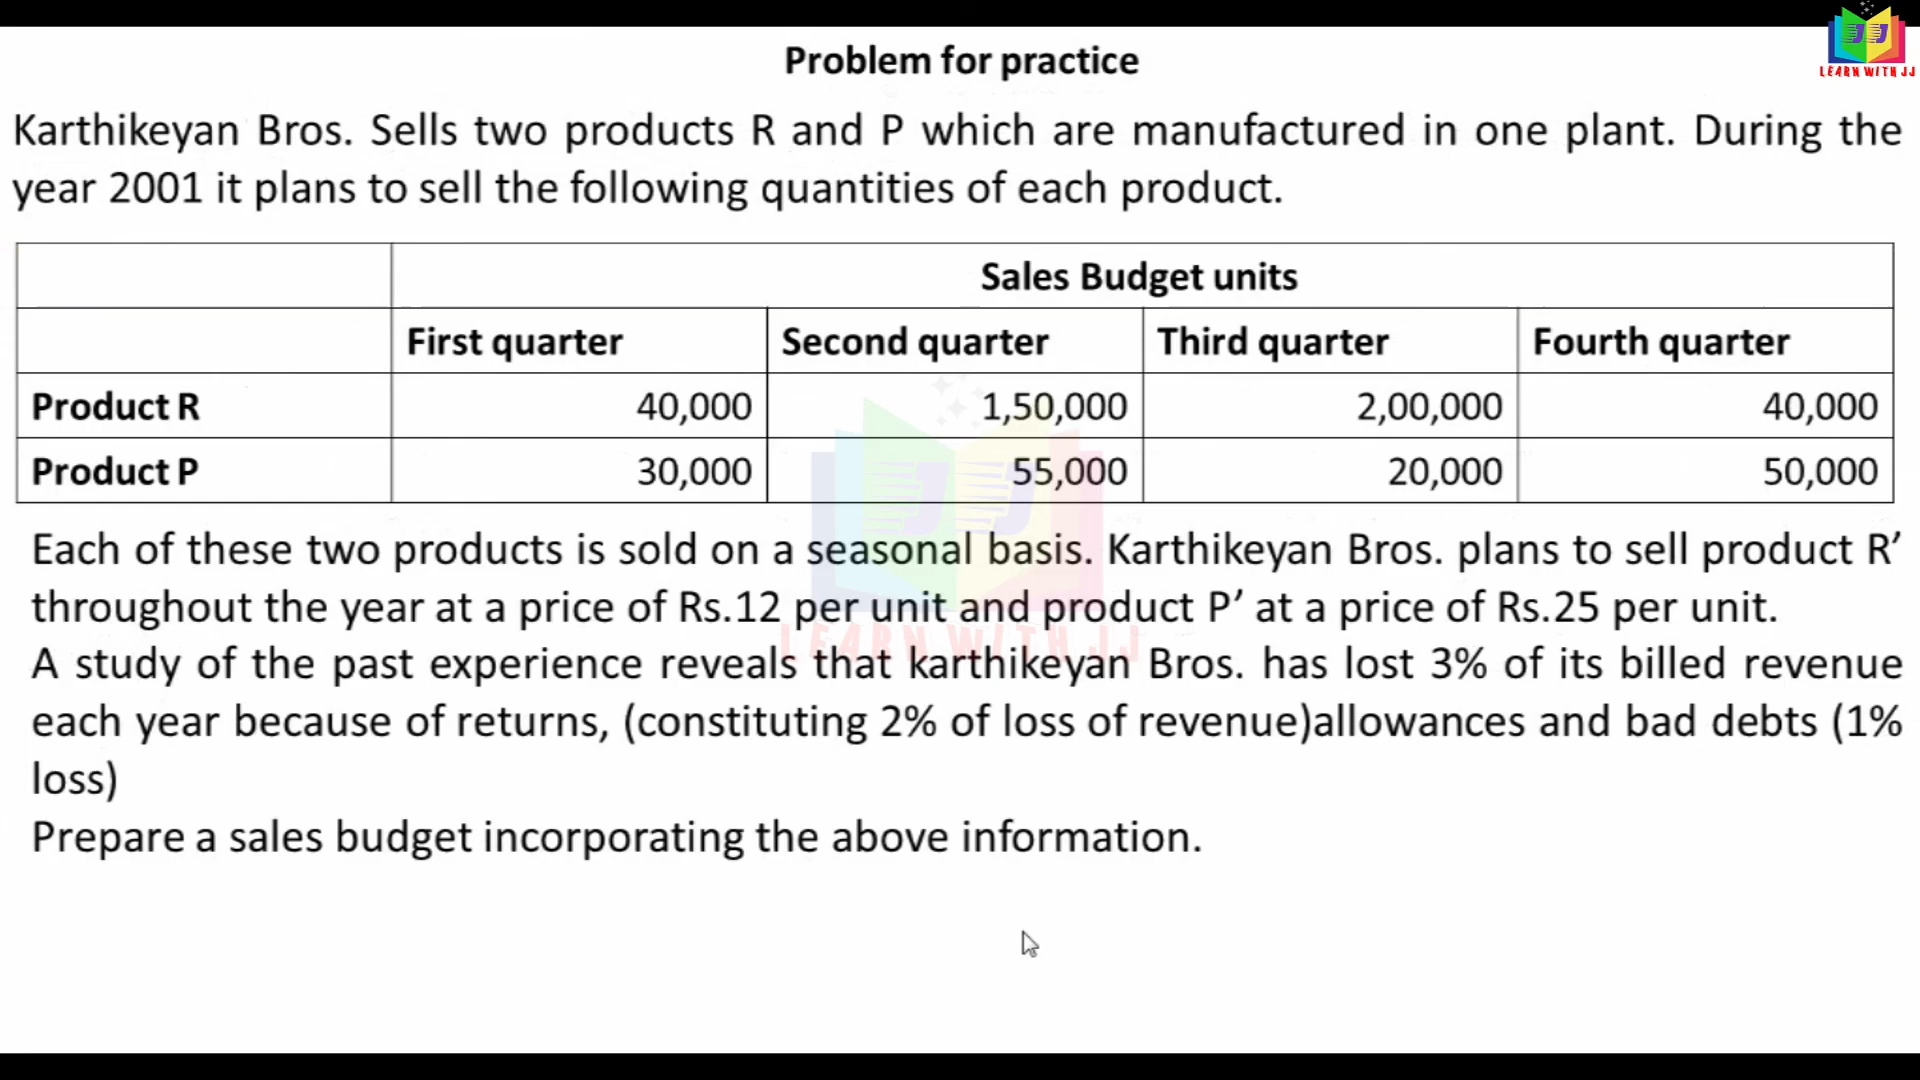 LEARN WITH JJ
Problem for practice
Karthikeyan Bros. Sells two products R and P which are manufactured in one plant. During the
year 2001 it plans to sell the following quantities of each product.
Sales Budget units
First quarter Second quarter Third quarter Fourth quarter
Product R 40,000 1,50,000 2,00,000 40,000
Product P 30,000 55,000 20,000 50,000
Each of these two products is sold on a seasonal basis. Karthikeyan Bros. plans to sell product R’
throughout the year at a price of Rs.12 per unit and product P’ at a price of Rs.25 per unit.
LEARN WITH JJ
A study of the past experience reveals that karthikeyan Bros. has lost 3% of its billed revenue
each year because of returns, (constituting 2% of loss of revenue)allowances and bad debts (1%
loss)
Prepare a sales budget incorporating the above information.